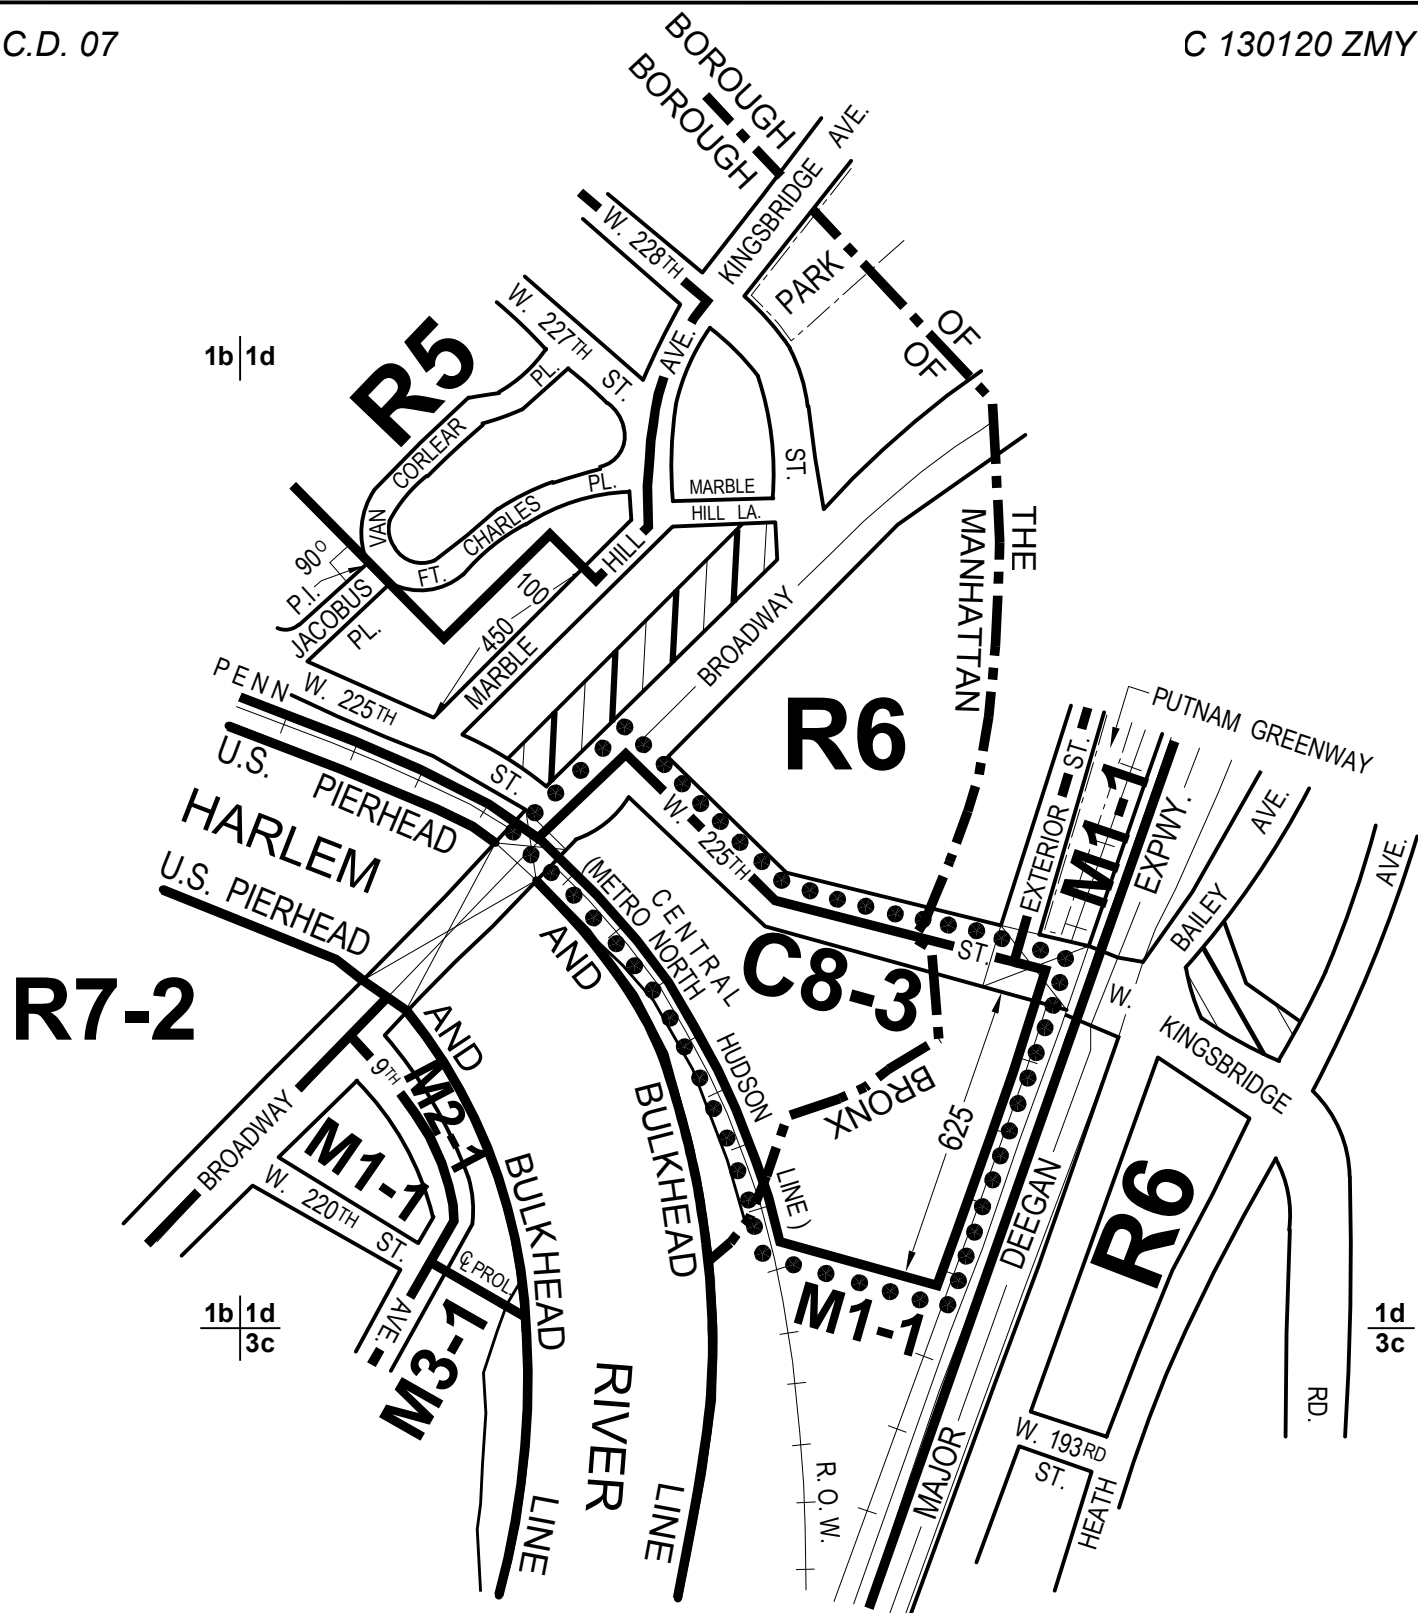 C.D. 07
C 130120 ZMY
BOROUGH
BOROUGH
KINGSBRIDGE AVE.
W. 228TH
PARK
W. 227TH ST.
OF
OF
1b 1d
R5
AVE.
PL.
VAN CORLEAR
ST.
MARBLE
HILL LA.
FT. CHARLES PL.
THE
MANHATTAN
HILL
90°
P.I.
JACOBUS
PL.
100
450
MARBLE
BROADWAY
PENN
W. 225TH
ST.
R6
PUTNAM GREENWAY
U.S. PIERHEAD
HARLEM
U.S. PIERHEAD
W. 225TH
ST.
EXTERIOR ST.
M1-1
EXPWY.
BAILEY AVE.
AVE.
(METRO NORTH
CENTRAL
HUDSON
LINE)
C8-3
AND
AND
R7-2
W.
KINGSBRIDGE
9TH
M2-1
BULKHEAD
BRONX
625
BROADWAY
M1-1
W. 220TH
ST.
BULKHEAD
DEEGAN
R6
℄ PROL.
AVE.
M3-1
M1-1
1b 1d
3c
1d
3c
RIVER
RD.
MAJOR
W. 193RD
ST.
HEATH
R.O.W.
LINE
LINE